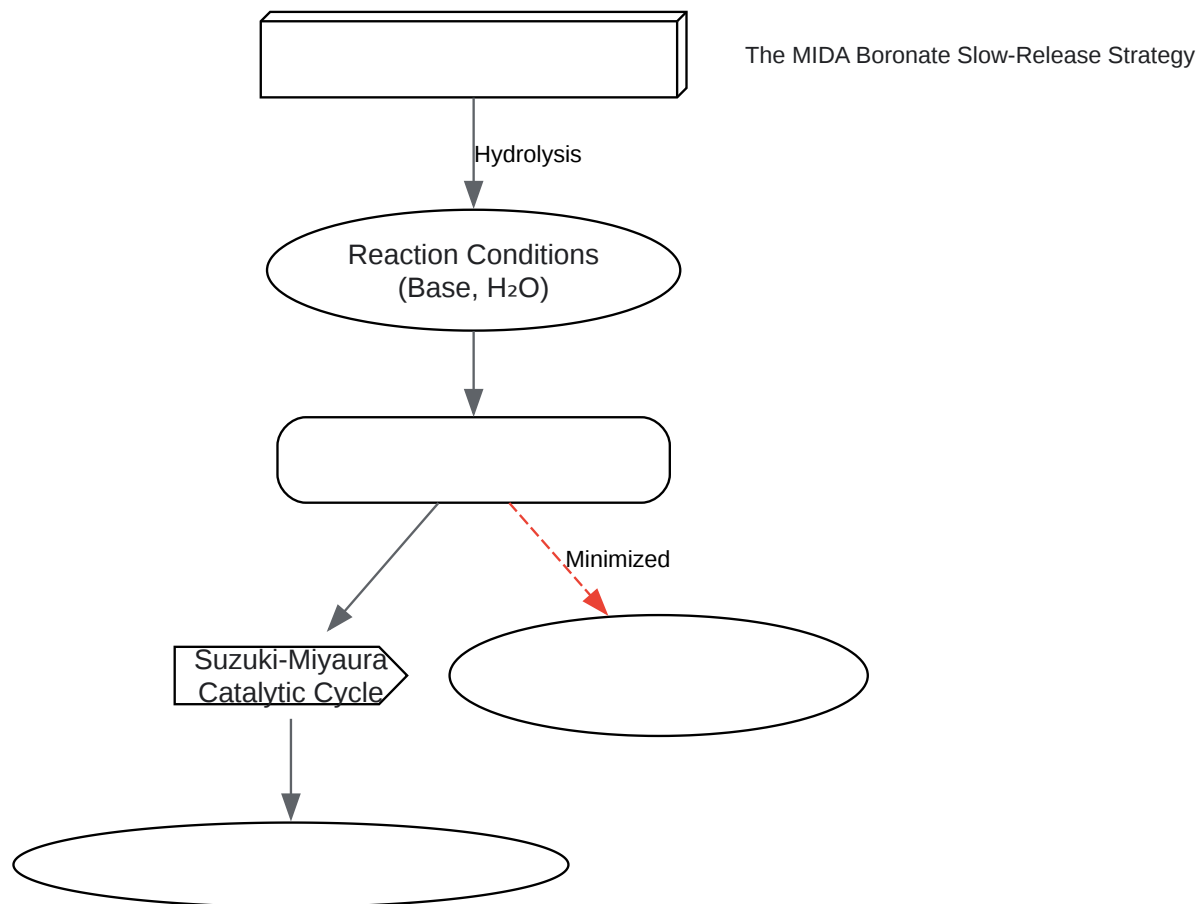 The MIDA Boronate Slow-Release Strategy
Hydrolysis
Reaction Conditions
(Base, H₂O)
Minimized
Suzuki-Miyaura
Catalytic Cycle